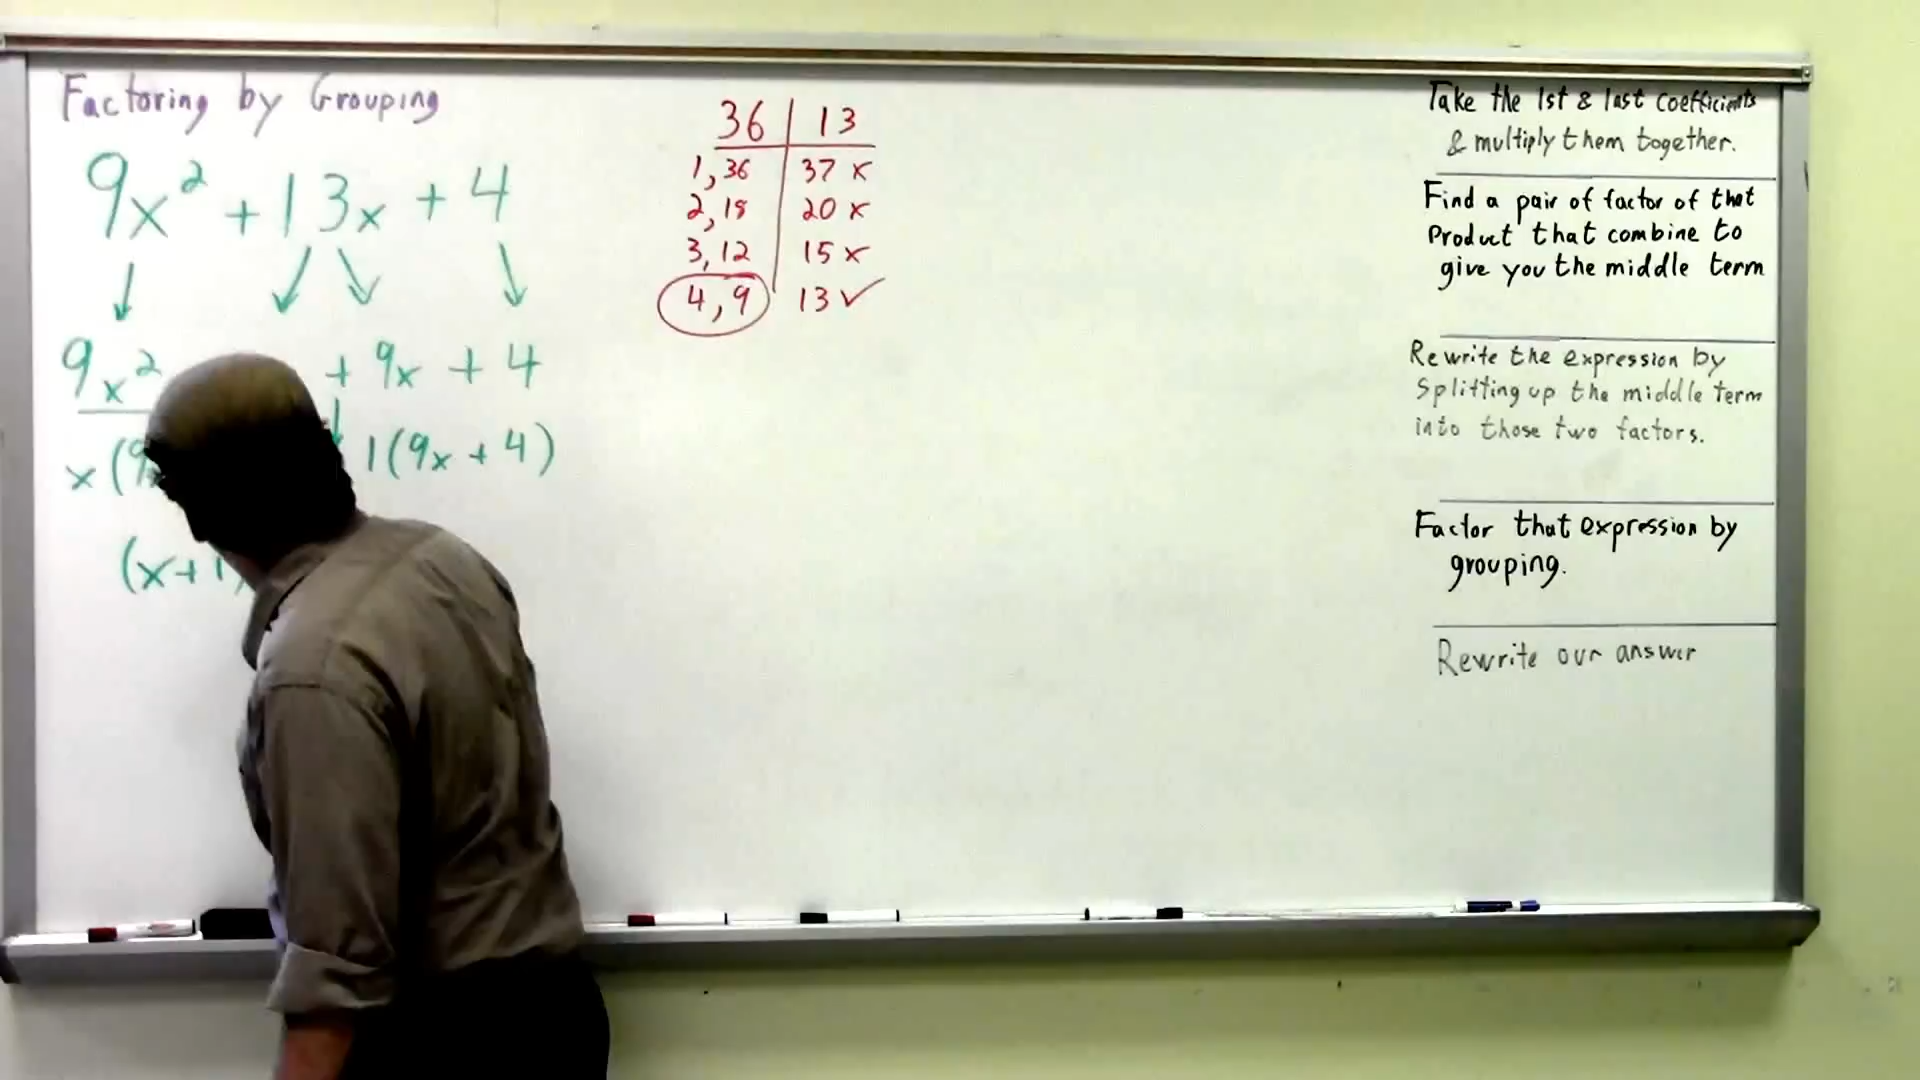 Factoring by Grouping
9x² + 13x + 4
9x² + 9x + 4
x(9x 1(9x + 4)
(x+1)
36 | 13
1, 36 | 37 x
2, 18 | 20 x
3, 12 | 15 x
4, 9 | 13 ✓
Take the 1st & last coefficients
& multiply them together.
Find a pair of factor of that
Product that combine to
give you the middle term
Rewrite the expression by
Splitting up the middle term
into those two factors.
Factor that expression by
grouping.
Rewrite our answer